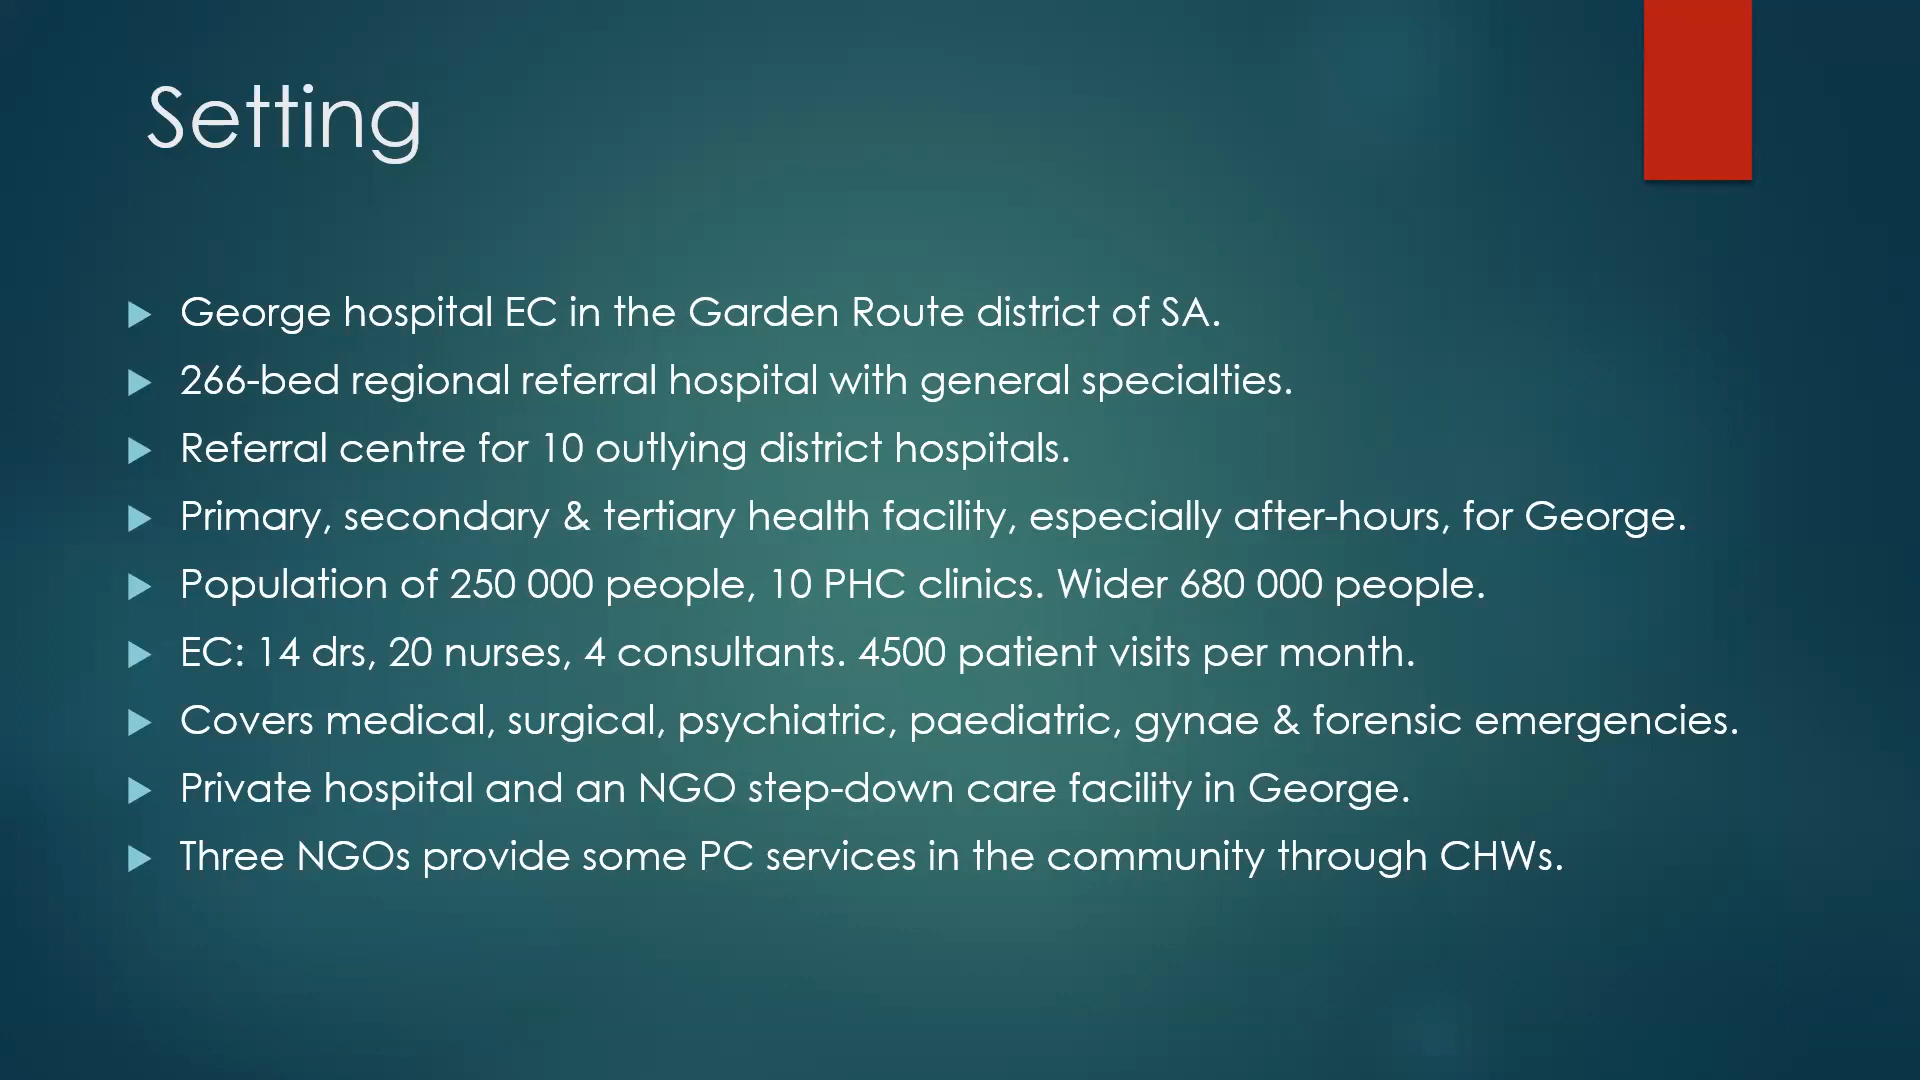 Setting
George hospital EC in the Garden Route district of SA.
266-bed regional referral hospital with general specialties.
Referral centre for 10 outlying district hospitals.
Primary, secondary & tertiary health facility, especially after-hours, for George.
Population of 250 000 people, 10 PHC clinics. Wider 680 000 people.
EC: 14 drs, 20 nurses, 4 consultants. 4500 patient visits per month.
Covers medical, surgical, psychiatric, paediatric, gynae & forensic emergencies.
Private hospital and an NGO step-down care facility in George.
Three NGOs provide some PC services in the community through CHWs.